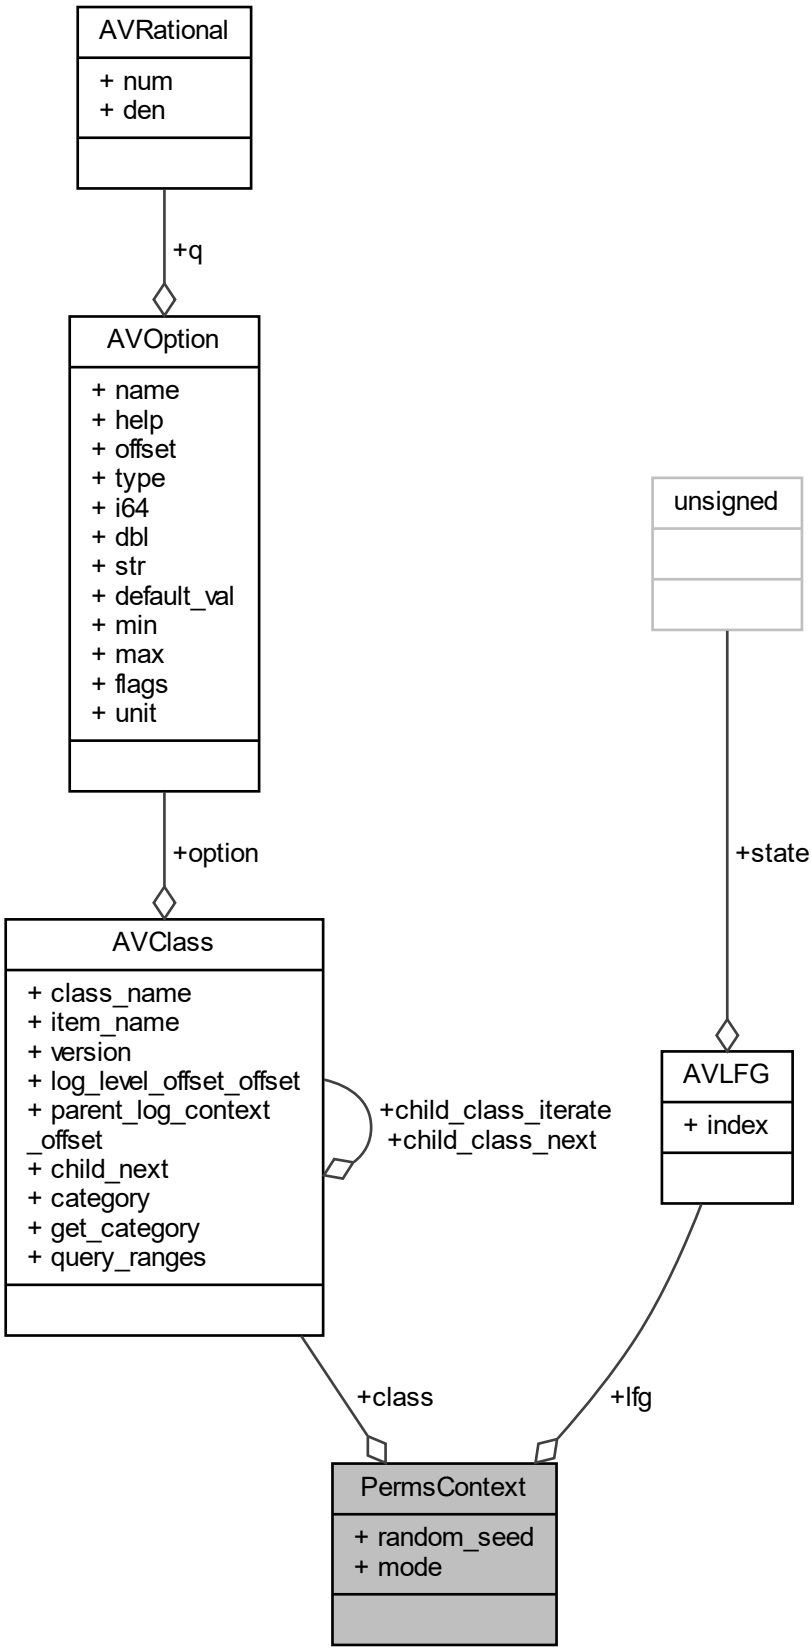 AVRational
+ num
+ den
+q
AVOption
+ name
+ help
+ offset
+ type
+ i64
+ dbl
+ str
+ default_val
+ min
+ max
+ flags
+ unit
unsigned
+option
+state
AVClass
+ class_name
+ item_name
+ version
+ log_level_offset_offset
+ parent_log_context
_offset
+ child_next
+ category
+ get_category
+ query_ranges
+child_class_iterate
+child_class_next
AVLFG
+ index
+class
+lfg
PermsContext
+ random_seed
+ mode